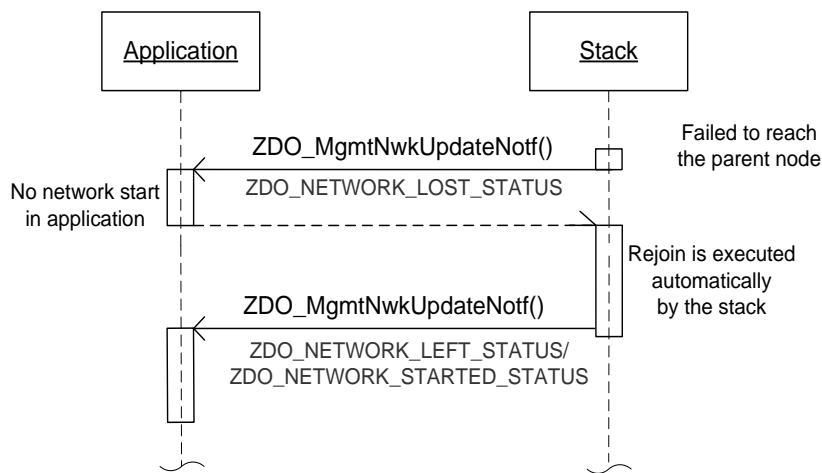 Application
Stack
ZDO_MgmtNwkUpdateNotf()
Failed to reach
the parent node
ZDO_NETWORK_LOST_STATUS
No network start
in application
Rejoin is executed
automatically
by the stack
ZDO_MgmtNwkUpdateNotf()
ZDO_NETWORK_LEFT_STATUS/
ZDO_NETWORK_STARTED_STATUS